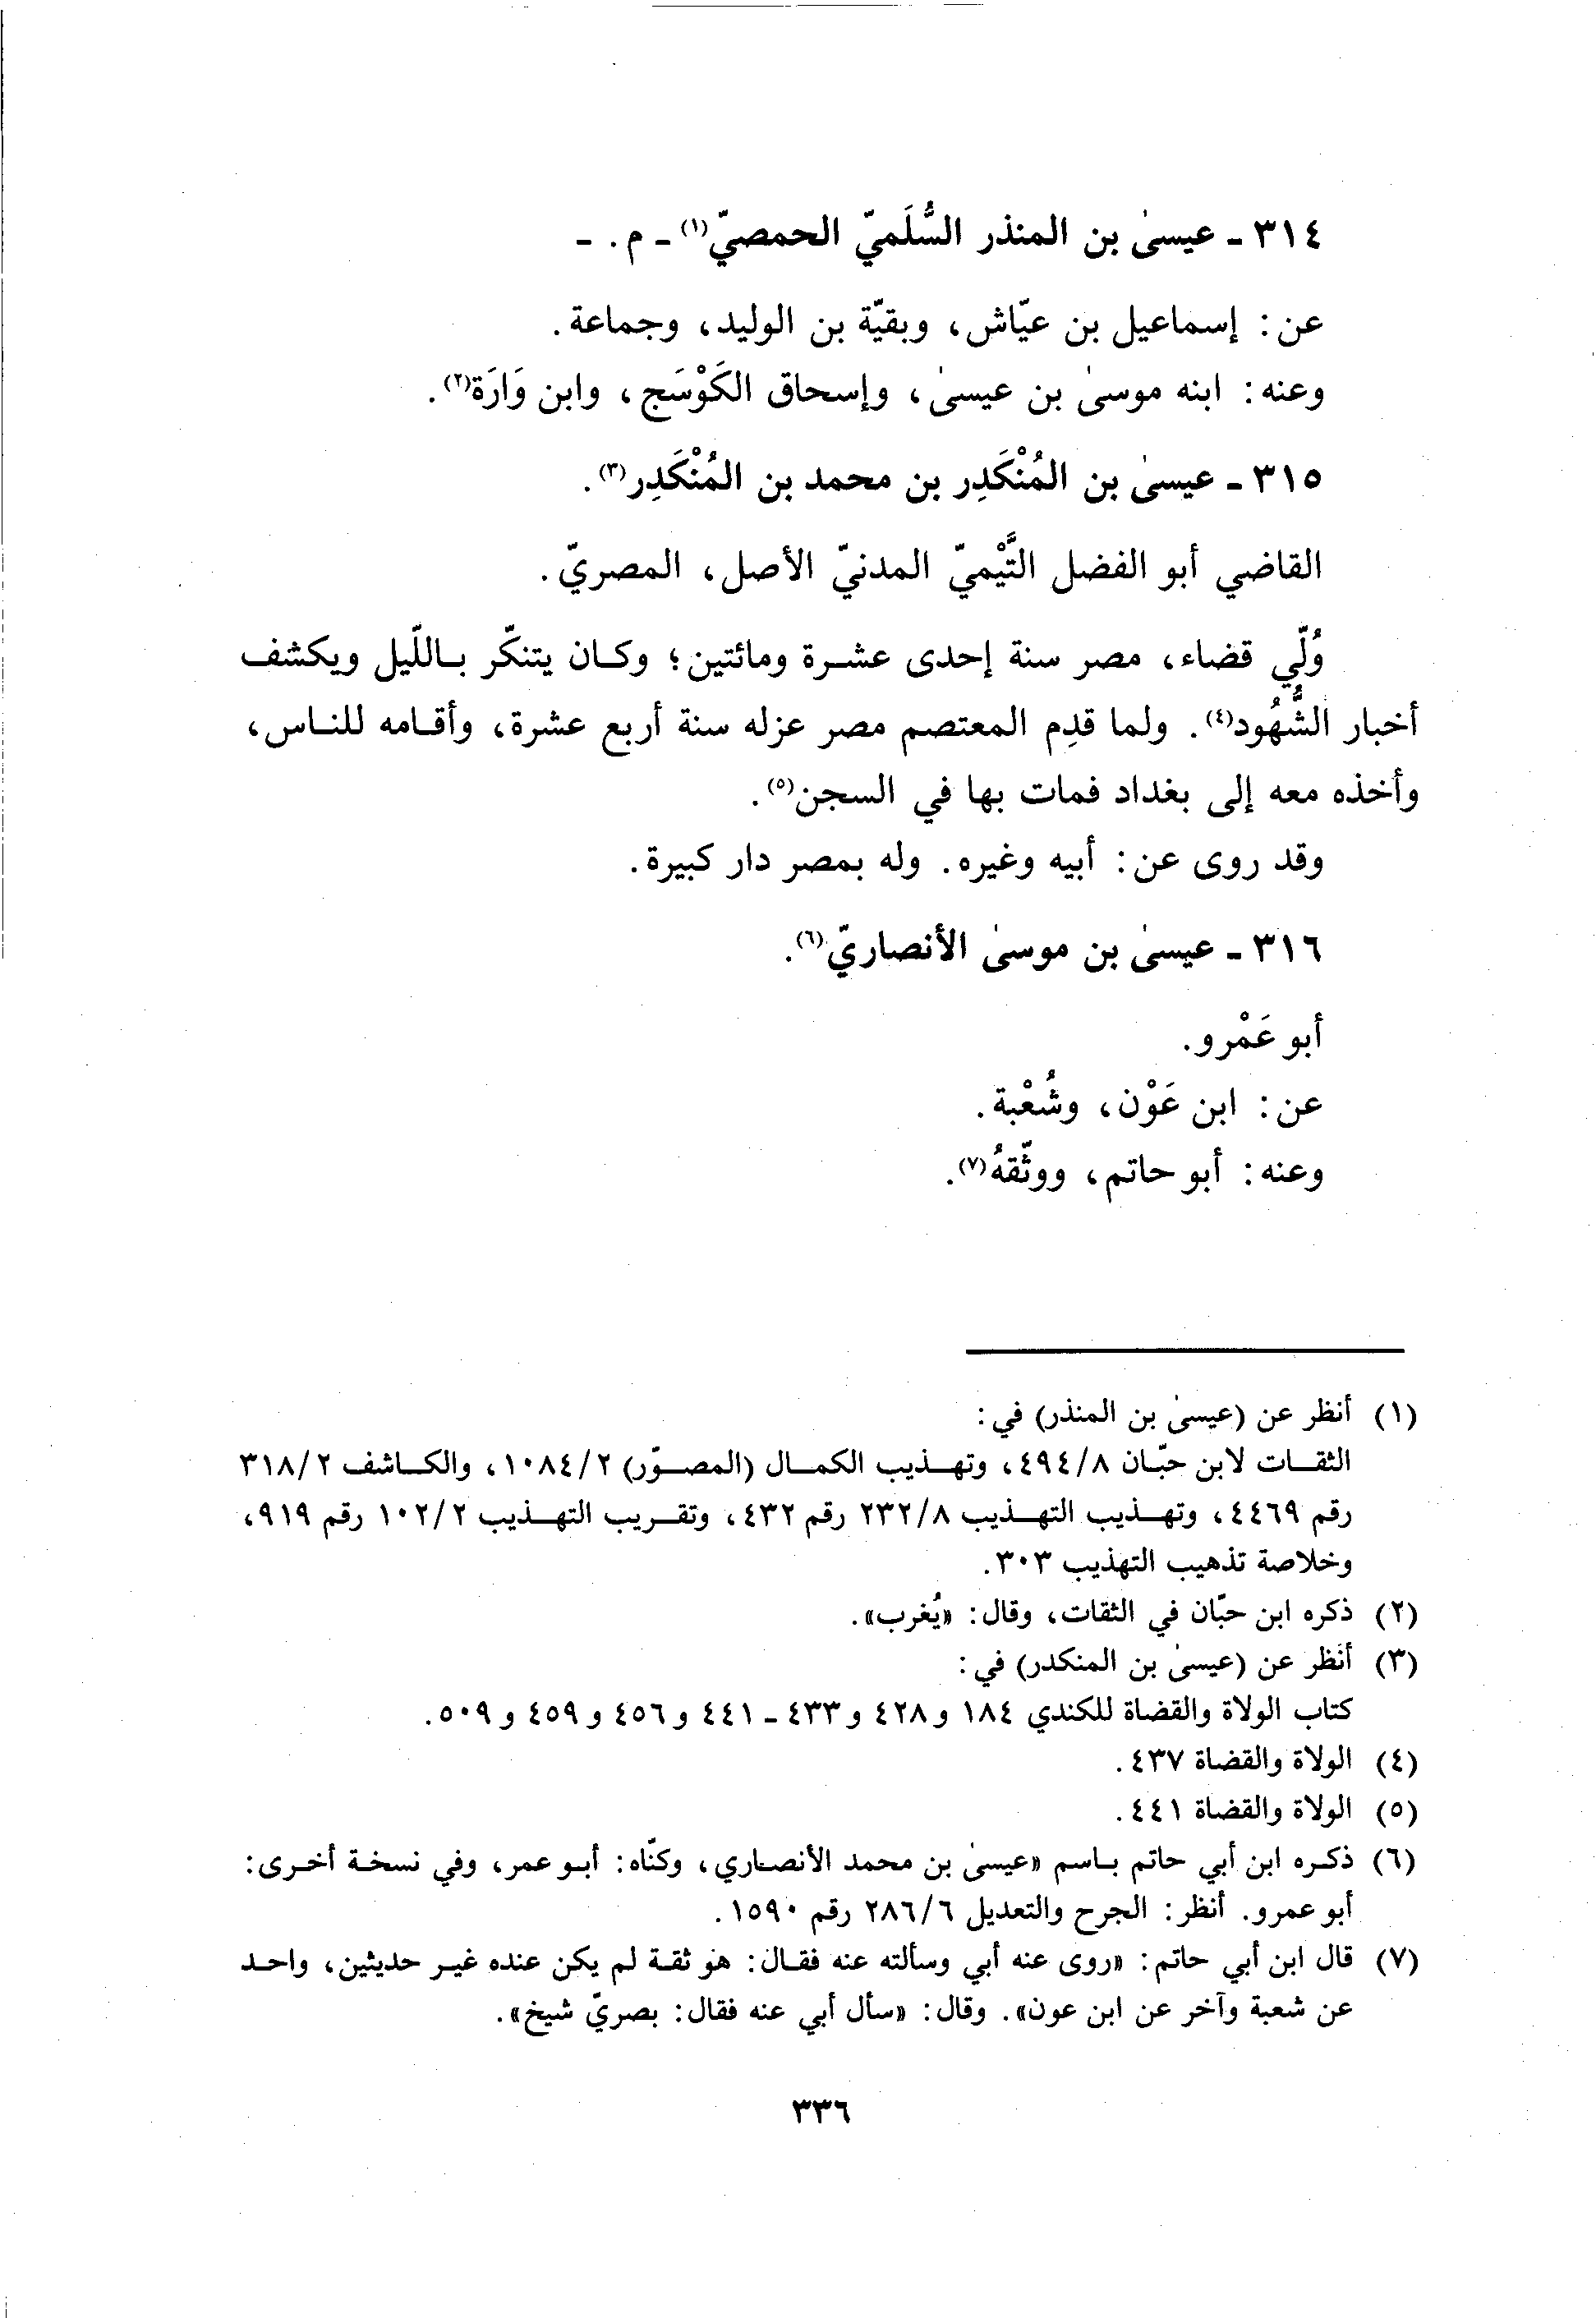 ٣١٤ ـ عيسىٰ بن المنذر السُّلَميّ الحمصيّ(١) ـ م. ـ
عن: إسماعيل بن عيّاش، وبقيّة بن الوليد، وجماعة.
وعنه: ابنه موسىٰ بن عيسىٰ، وإسحاق الكَوْسَج، وابن وَارَة(٢).
٣١٥ ـ عيسىٰ بن المُنْكَدِر بن محمد بن المُنْكَدِر(٣).
القاضي أبو الفضل التَّيْميّ المدنيّ الأصل، المصريّ.
وُلّي قضاء، مصر سنة إحدى عشرة ومائتين؛ وكان يتنكّر باللّيل ويكشف
أخبار الشُّهُود(٤). ولما قدِم المعتصم مصر عزله سنة أربع عشرة، وأقامه للناس،
وأخذه معه إلى بغداد فمات بها في السجن(٥).
وقد روى عن: أبيه وغيره. وله بمصر دار كبيرة.
٣١٦ ـ عيسىٰ بن موسىٰ الأنصاريّ(٦).
أبو عَمْرو.
عن: ابن عَوْن، وشُعْبة.
وعنه: أبو حاتم، ووثّقهُ(٧).
(١) أنظر عن (عيسىٰ بن المنذر) في:
الثقات لابن حبّان ٤٩٤/٨، وتهذيب الكمال (المصوّر) ١٠٨٤/٢، والكاشف ٣١٨/٢
رقم ٤٤٦٩، وتهذيب التهذيب ٢٣٢/٨ رقم ٤٣٢، وتقريب التهذيب ١٠٢/٢ رقم ٩١٩،
وخلاصة تذهيب التهذيب ٣٠٣.
(٢) ذكره ابن حبّان في الثقات، وقال: «يُغرب».
(٣) أنظر عن (عيسىٰ بن المنكدر) في:
كتاب الولاة والقضاة للكندي ١٨٤ و٤٢٨ و٤٣٣ ـ ٤٤١ و٤٥٦ و٤٥٩ و٥٠٩.
(٤) الولاة والقضاة ٤٣٧.
(٥) الولاة والقضاة ٤٤١.
(٦) ذكره ابن أبي حاتم باسم «عيسىٰ بن محمد الأنصاري، وكنّاه: أبو عمر، وفي نسخة أخرى:
أبو عمرو. أنظر: الجرح والتعديل ٢٨٦/٦ رقم ١٥٩٠.
(٧) قال ابن أبي حاتم: «روى عنه أبي وسألته عنه فقال: هو ثقة لم يكن عنده غير حديثين، واحد
عن شعبة وآخر عن ابن عون». وقال: «سأل أبي عنه فقال: بصريّ شيخ».
٣٣٦